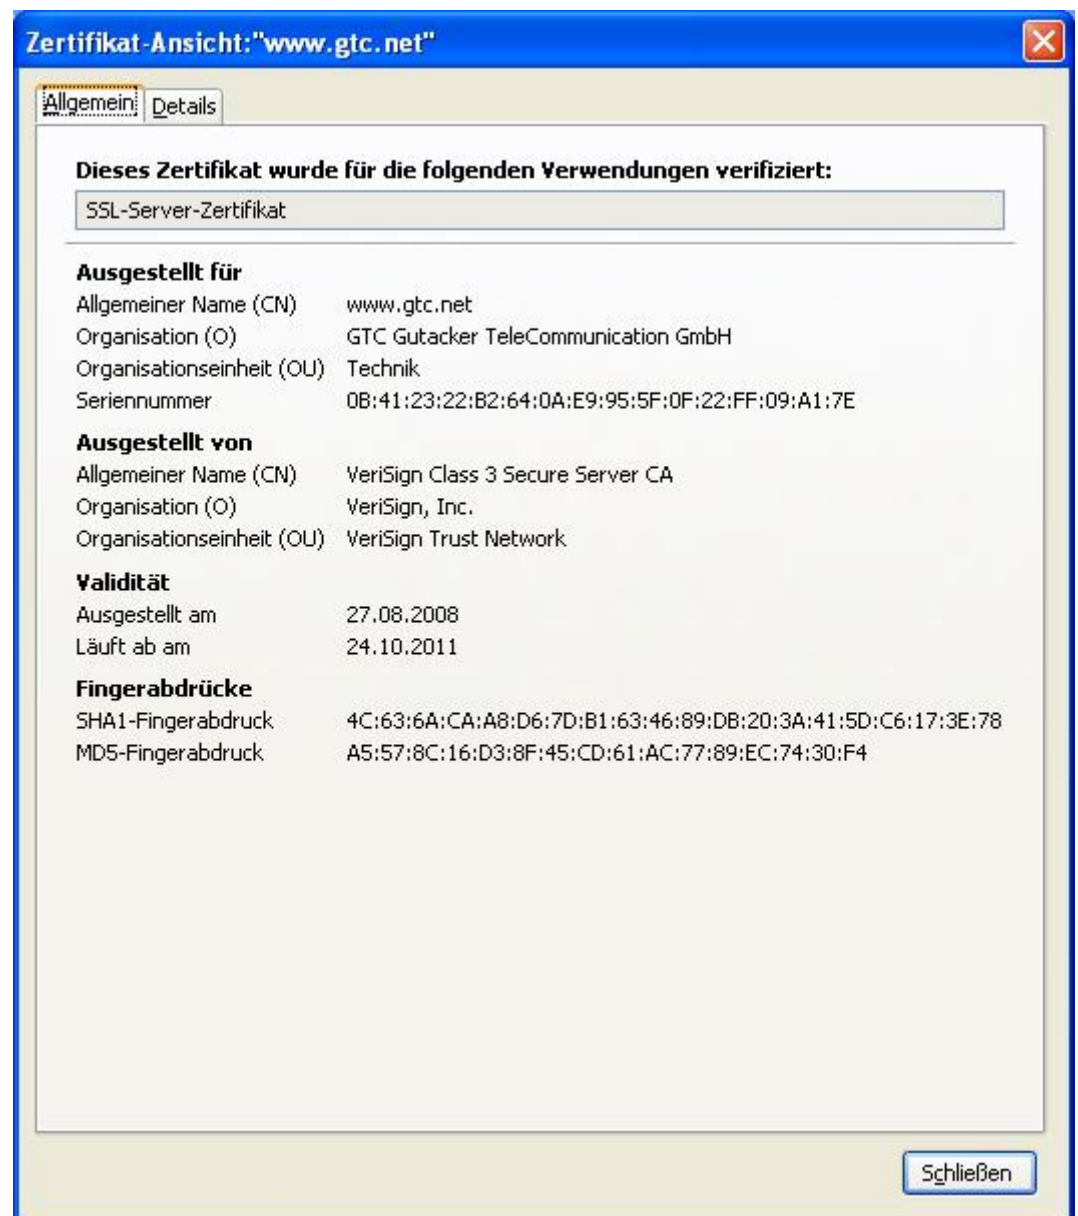 Zertifikat-Ansicht:"www.gtc.net"
Allgemein Details
Dieses Zertifikat wurde für die folgenden Verwendungen verifiziert:
SSL-Server-Zertifikat
Ausgestellt für
Allgemeiner Name (CN) www.gtc.net
Organisation (O) GTC Gutacker TeleCommunication GmbH
Organisationseinheit (OU) Technik
Seriennummer 0B:41:23:22:B2:64:0A:E9:95:5F:0F:22:FF:09:A1:7E
Ausgestellt von
Allgemeiner Name (CN) VeriSign Class 3 Secure Server CA
Organisation (O) VeriSign, Inc.
Organisationseinheit (OU) VeriSign Trust Network
Validität
Ausgestellt am 27.08.2008
Läuft ab am 24.10.2011
Fingerabdrücke
SHA1-Fingerabdruck 4C:63:6A:CA:A8:D6:7D:B1:63:46:89:DB:20:3A:41:5D:C6:17:3E:78
MD5-Fingerabdruck A5:57:8C:16:D3:8F:45:CD:61:AC:77:89:EC:74:30:F4
Schließen